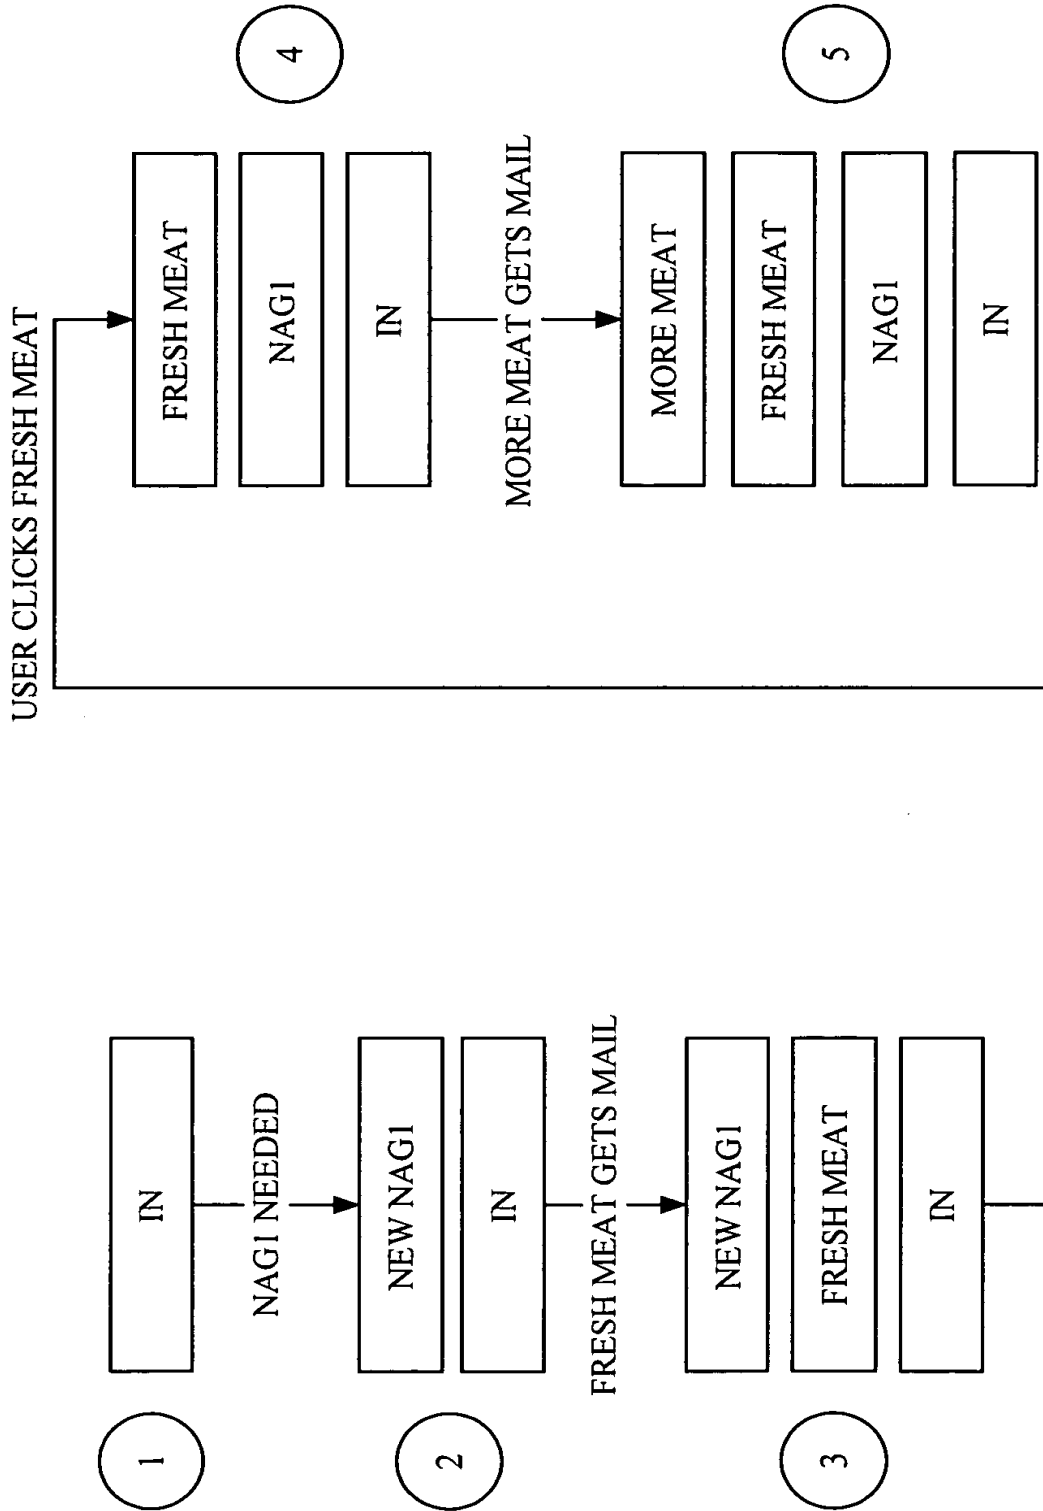 1
IN
NAG1 NEEDED
2
NEW NAG1
IN
FRESH MEAT GETS MAIL
3
NEW NAG1
FRESH MEAT
IN
USER CLICKS FRESH MEAT
4
FRESH MEAT
NAG1
IN
MORE MEAT GETS MAIL
5
MORE MEAT
FRESH MEAT
NAG1
IN